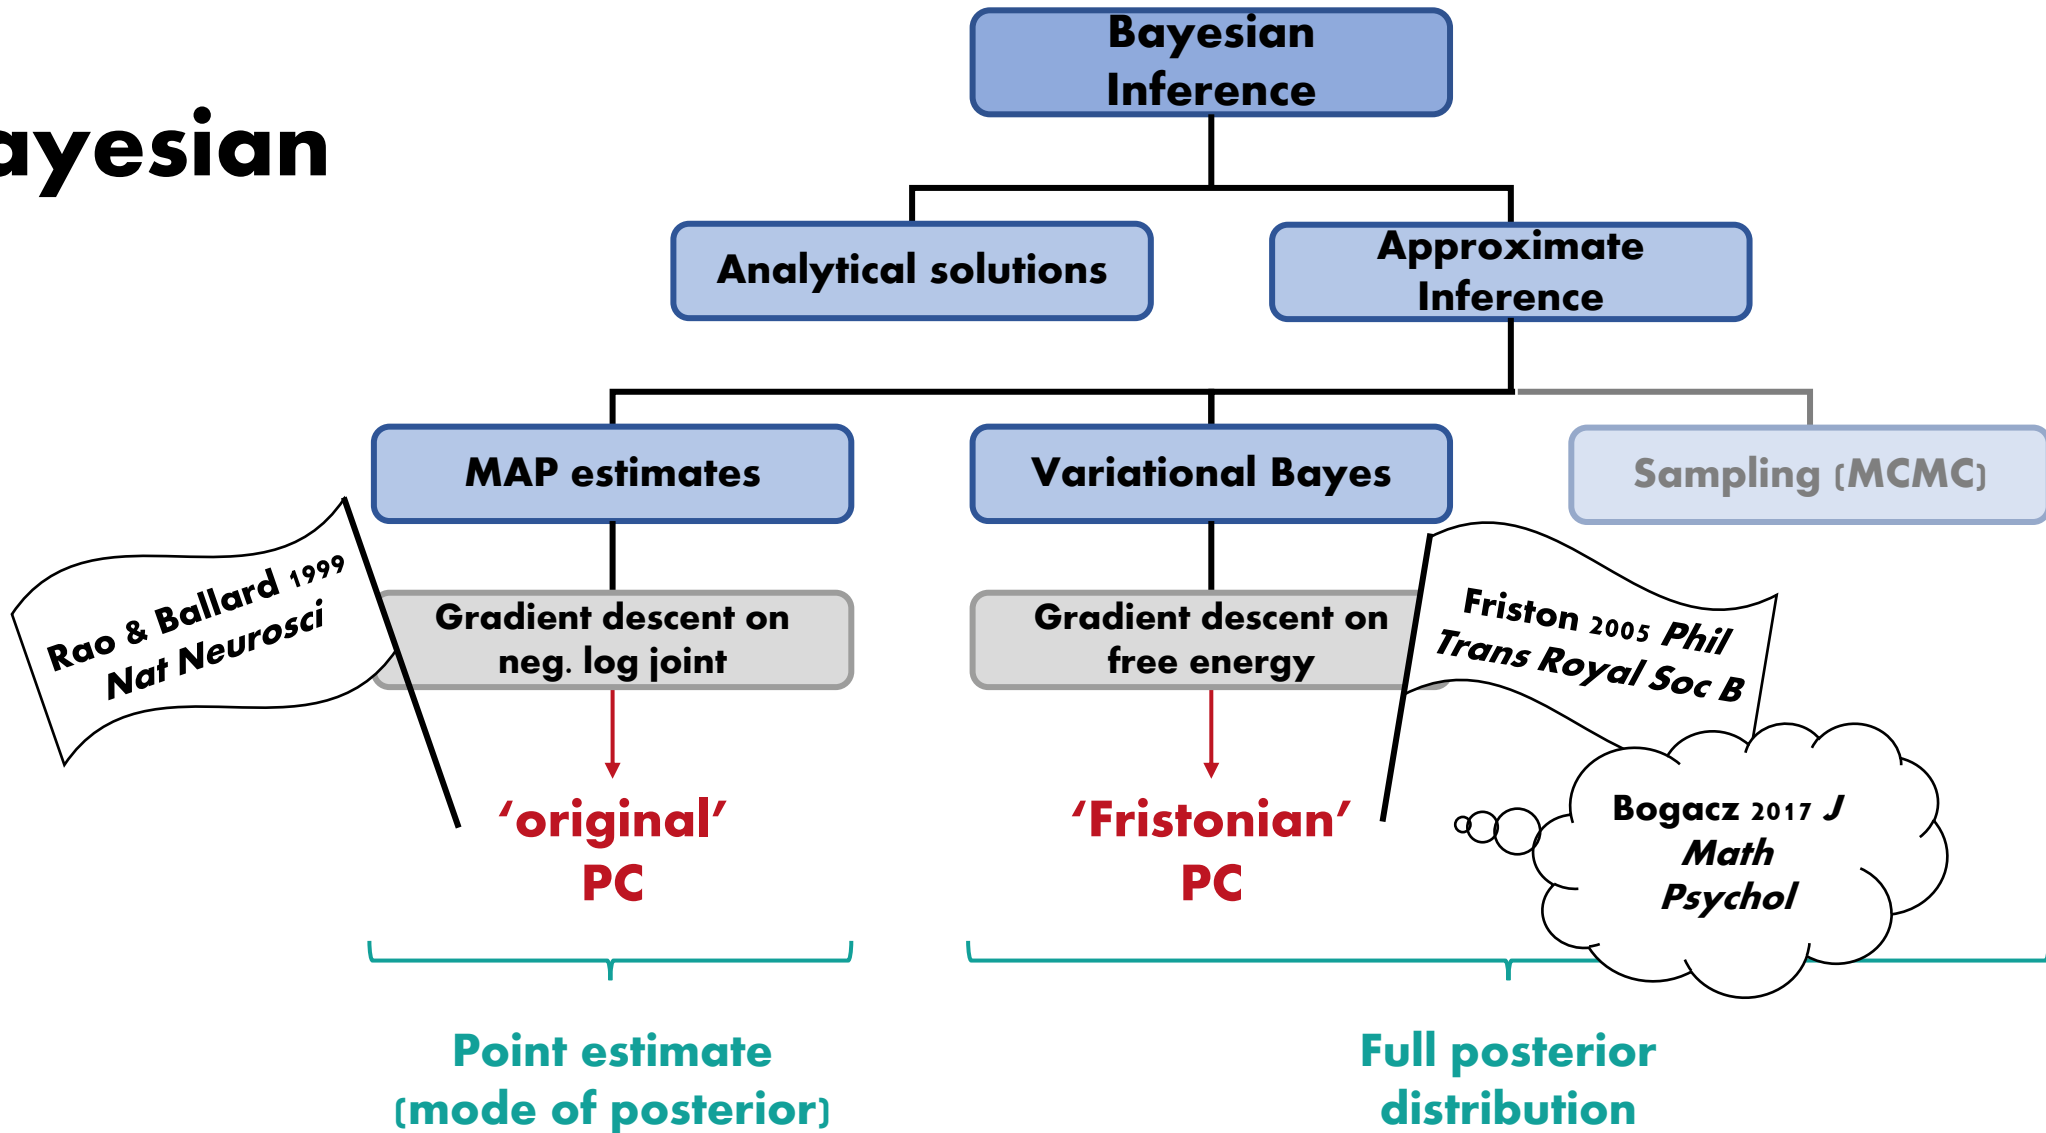 ayesian
Bayesian
Inference
Analytical solutions
Approximate
Inference
MAP estimates
Variational Bayes
Sampling (MCMC)
Rao & Ballard 1999
Nat Neurosci
Gradient descent on
neg. log joint
Gradient descent on
free energy
Friston 2005 Phil
Trans Royal Soc B
‘original’
PC
‘Fristonian’
PC
Bogacz 2017 J
Math
Psychol
Point estimate
(mode of posterior)
Full posterior
distribution